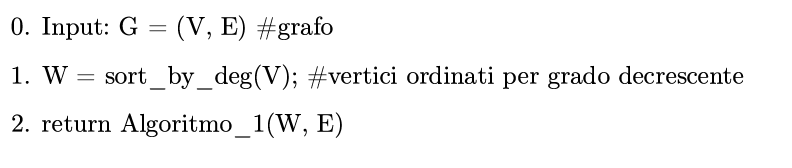 0. Input: G = (V, E) #grafo
1. W = sort_by_deg(V); #vertici ordinati per grado decrescente
2. return Algoritmo_1(W, E)